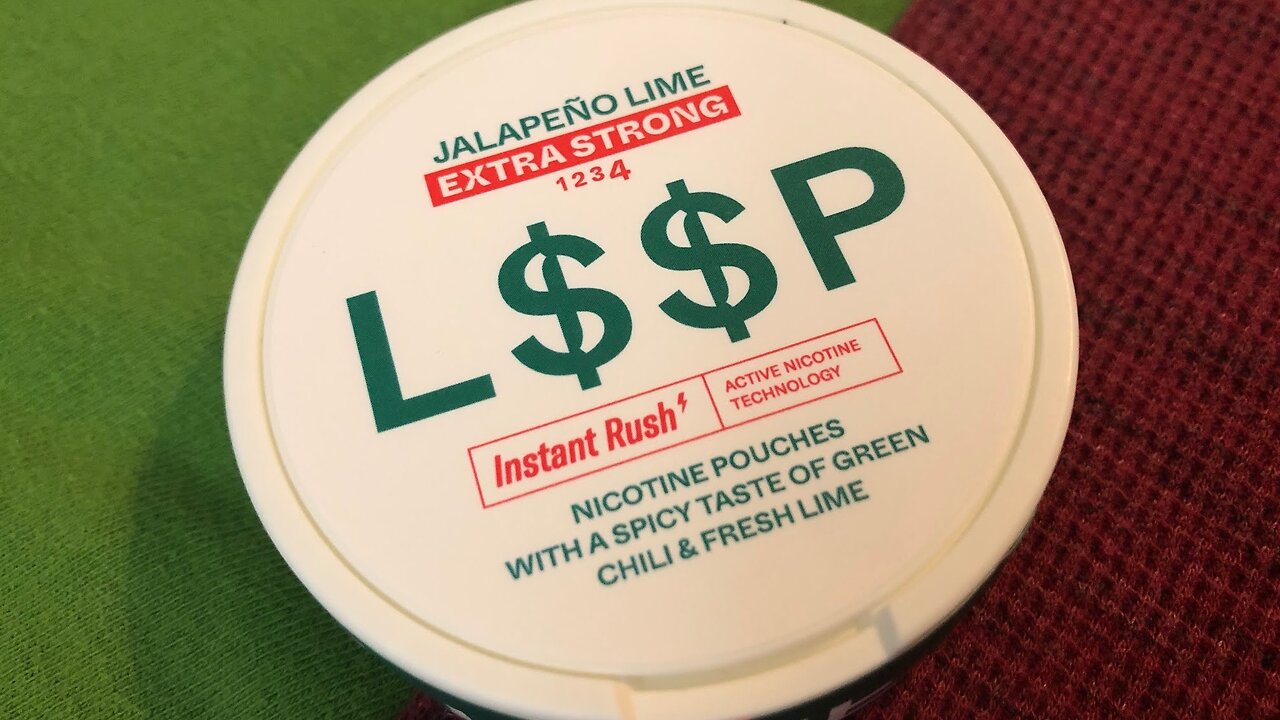 JALAPEÑO LIME
EXTRA STRONG
1234
L$$P
Instant Rush
ACTIVE NICOTINE
TECHNOLOGY
NICOTINE POUCHES
WITH A SPICY TASTE OF GREEN
CHILI & FRESH LIME